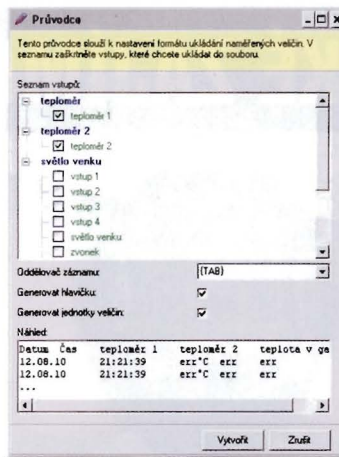 Průvodce
Tento průvodce slouží k nastavení formátu ukládání naměřených veličin. V
seznamu zaškrtněte vstupy, které chcete ukládat do souboru.
Seznam vstupů:
teploměr
teploměr 1
teploměr 2
teploměr 2
světlo venku
vstup 1
vstup 2
vstup 3
vstup 4
světlo venku
zvonek
Oddělovač záznamu: {TAB}
Generovat hlavičku:
Generovat jednotky veličin:
Náhled:
Datum Čas teploměr 1 teploměr 2 teplota v ga
12.08.10 21:21:39 err°C err err
12.08.10 21:21:39 err°C err err
...
Vytvořit Zrušit